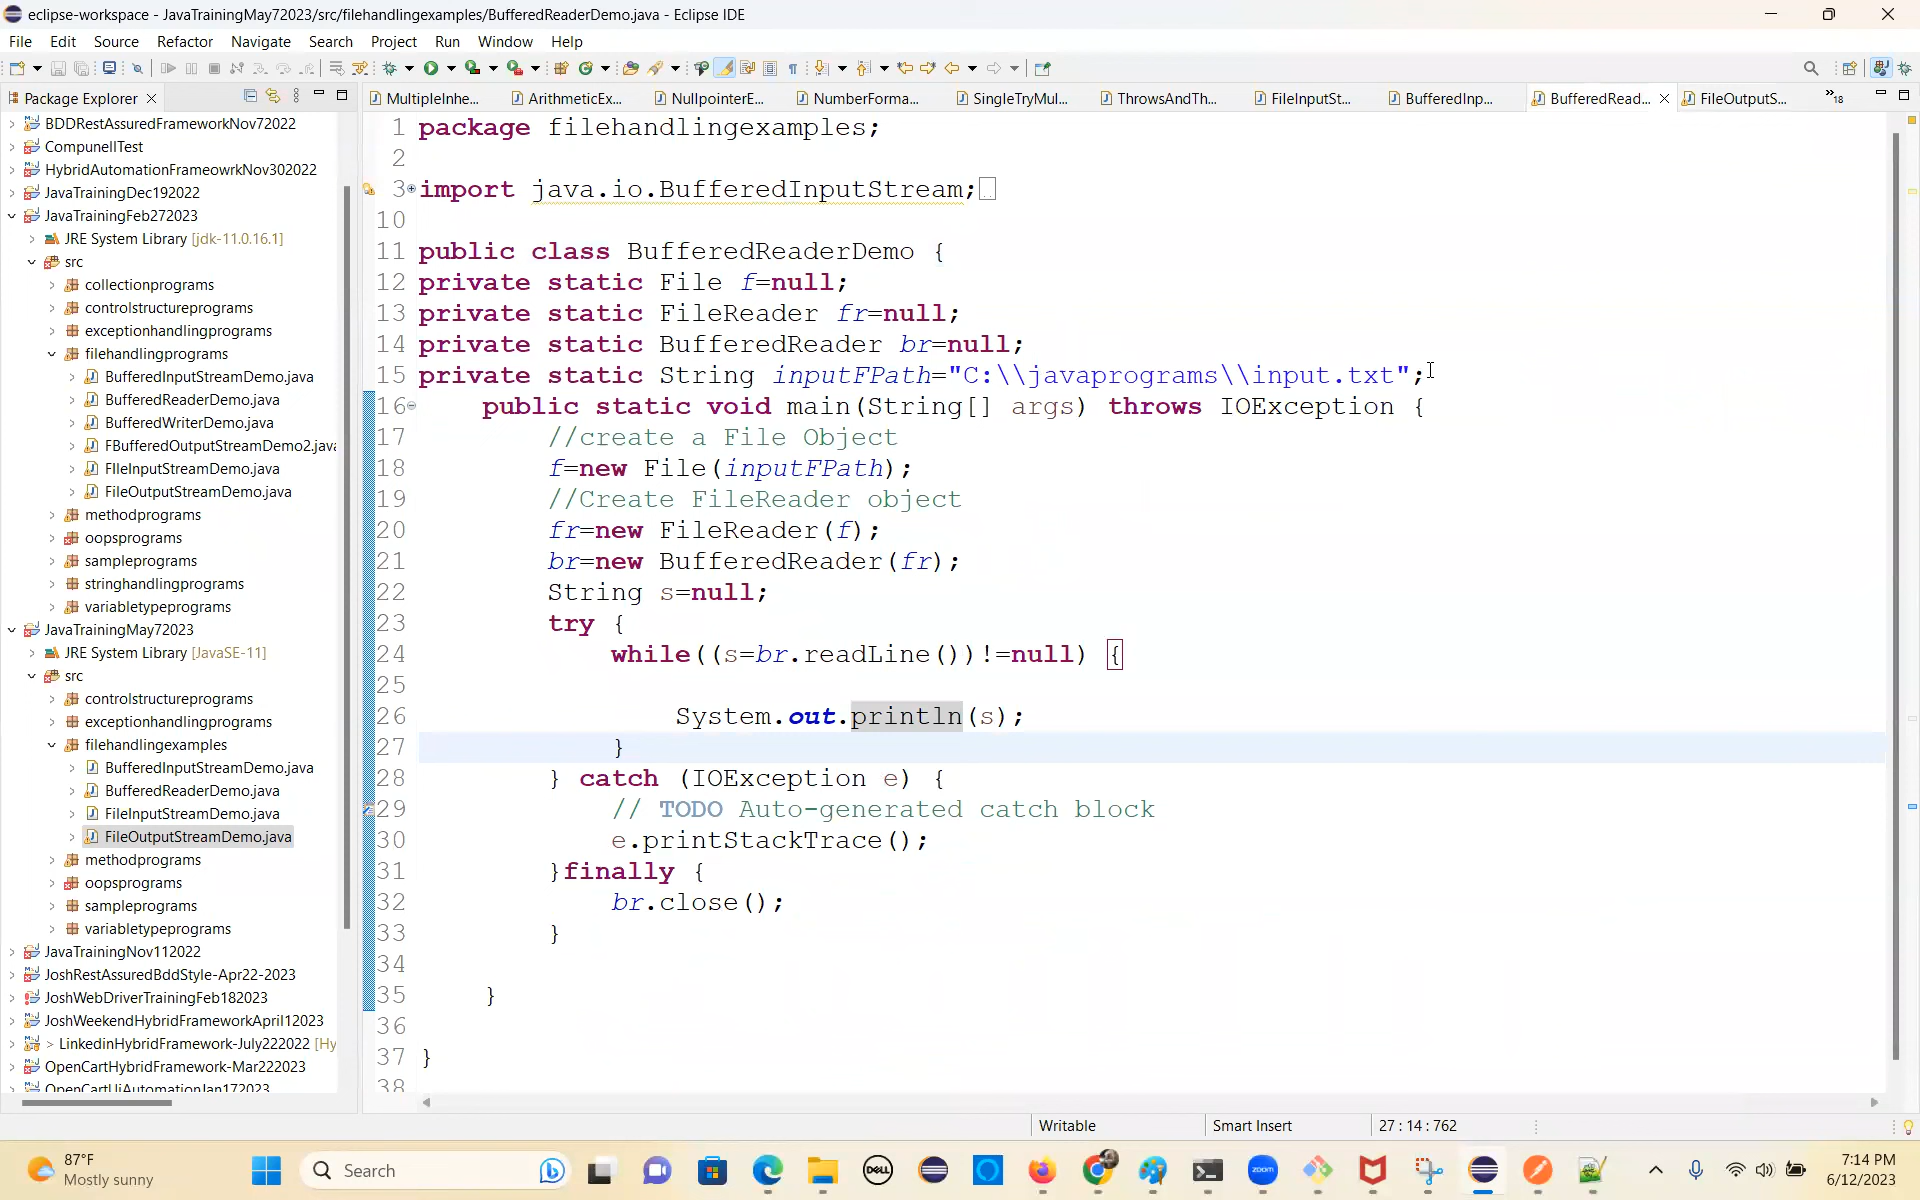 eclipse-workspace - JavaTrainingMay72023/src/filehandlingexamples/BufferedReaderDemo.java - Eclipse IDE
File Edit Source Refactor Navigate Search Project Run Window Help
Package Explorer
MultipleInhe... ArithmeticEx... NullpointerE... NumberForma... SingleTryMul... ThrowsAndTh... FileInputSt... BufferedInp... BufferedRead... FileOutputS... »18
BDDRestAssuredFrameworkNov72022
CompunellTest
HybridAutomationFrameowrkNov302022
JavaTrainingDec192022
JavaTrainingFeb272023
JRE System Library [jdk-11.0.16.1]
src
collectionprograms
controlstructureprograms
exceptionhandlingprograms
filehandlingprograms
BufferedInputStreamDemo.java
BufferedReaderDemo.java
BufferedWriterDemo.java
FBufferedOutputStreamDemo2.java
FIleInputStreamDemo.java
FileOutputStreamDemo.java
methodprograms
oopsprograms
sampleprograms
stringhandlingprograms
variabletypeprograms
JavaTrainingMay72023
JRE System Library [JavaSE-11]
src
controlstructureprograms
exceptionhandlingprograms
filehandlingexamples
BufferedInputStreamDemo.java
BufferedReaderDemo.java
FileInputStreamDemo.java
FileOutputStreamDemo.java
methodprograms
oopsprograms
sampleprograms
variabletypeprograms
JavaTrainingNov112022
JoshRestAssuredBddStyle-Apr22-2023
JoshWebDriverTrainingFeb182023
JoshWeekendHybridFrameworkApril12023
> LinkedinHybridFramework-July222022 [Hy
OpenCartHybridFramework-Mar222023
OpenCartUiAutomationJan172023
1 package filehandlingexamples;
2
3 import java.io.BufferedInputStream;
10
11 public class BufferedReaderDemo {
12 private static File f=null;
13 private static FileReader fr=null;
14 private static BufferedReader br=null;
15 private static String inputFPath="C:\\javaprograms\\input.txt";
16 public static void main(String[] args) throws IOException {
17 //create a File Object
18 f=new File(inputFPath);
19 //Create FileReader object
20 fr=new FileReader(f);
21 br=new BufferedReader(fr);
22 String s=null;
23 try {
24 while((s=br.readLine())!=null) {
25
26 System.out.println(s);
27 }
28 } catch (IOException e) {
29 // TODO Auto-generated catch block
30 e.printStackTrace();
31 }finally {
32 br.close();
33 }
34
35 }
36
37 }
38
Writable Smart Insert 27 : 14 : 762
87°F
Mostly sunny
Search
DELL
zoom
7:14 PM
6/12/2023